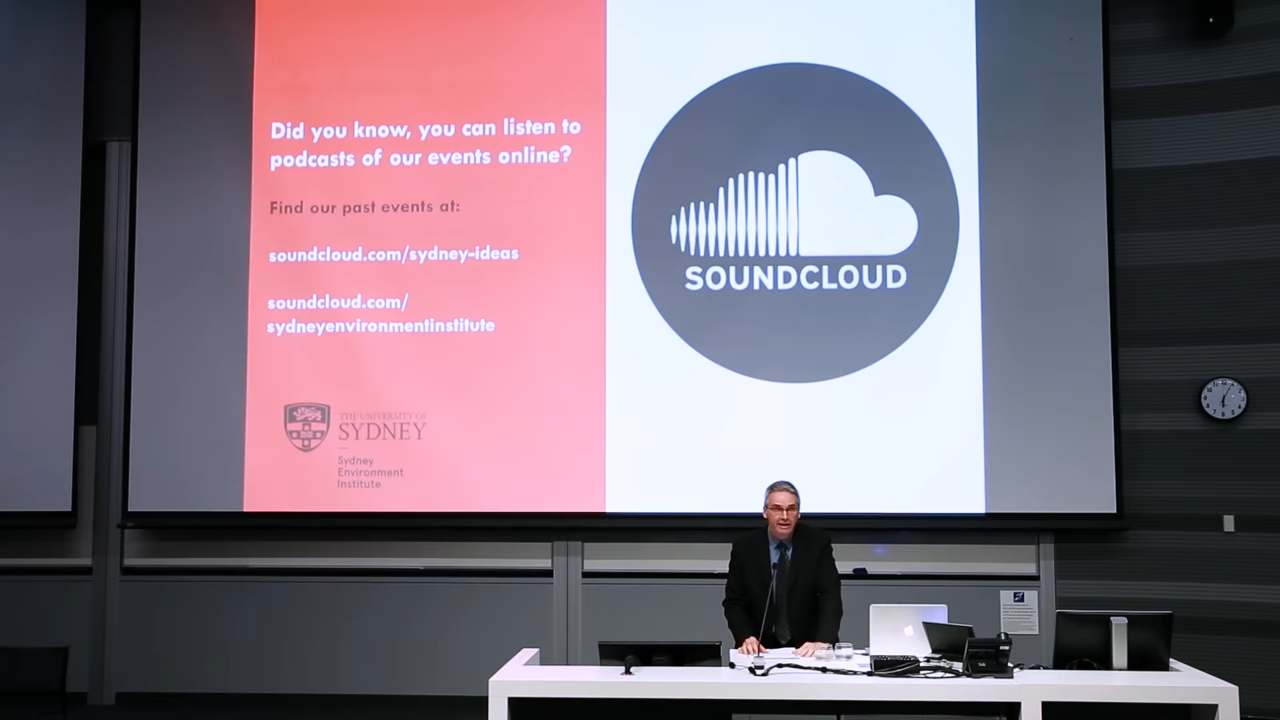 Did you know, you can listen to
podcasts of our events online?
Find our past events at:
soundcloud.com/sydney-ideas
soundcloud.com/
sydneyenvironmentinstitute
THE UNIVERSITY OF
SYDNEY
Sydney
Environment
Institute
SOUNDCLOUD